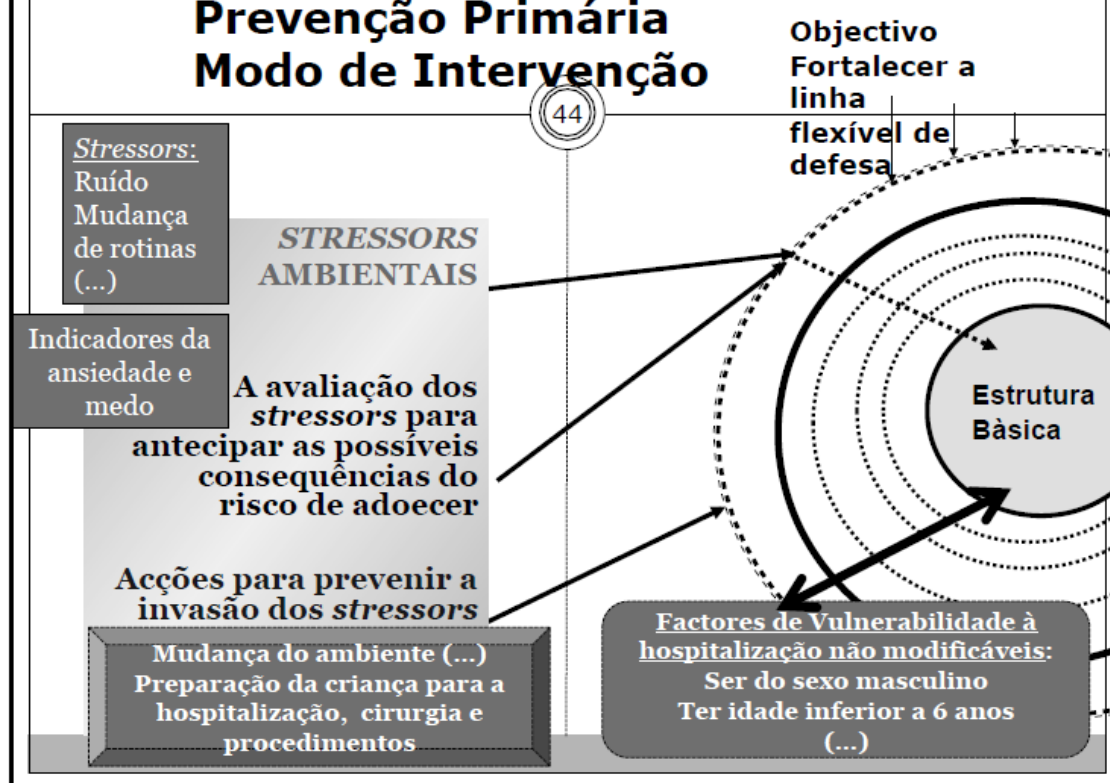 Prevenção Primária
Modo de Intervenção
44
Objectivo
Fortalecer a
linha
flexível de
defesa
Stressors:
Ruído
Mudança
de rotinas
(...)
Indicadores da
ansiedade e
medo
STRESSORS
AMBIENTAIS
A avaliação dos
stressors para
antecipar as possíveis
consequências do
risco de adoecer
Acções para prevenir a
invasão dos stressors
Mudança do ambiente (...)
Preparação da criança para a
hospitalização, cirurgia e
procedimentos
Estrutura
Bàsica
Factores de Vulnerabilidade à
hospitalização não modificáveis:
Ser do sexo masculino
Ter idade inferior a 6 anos
(...)